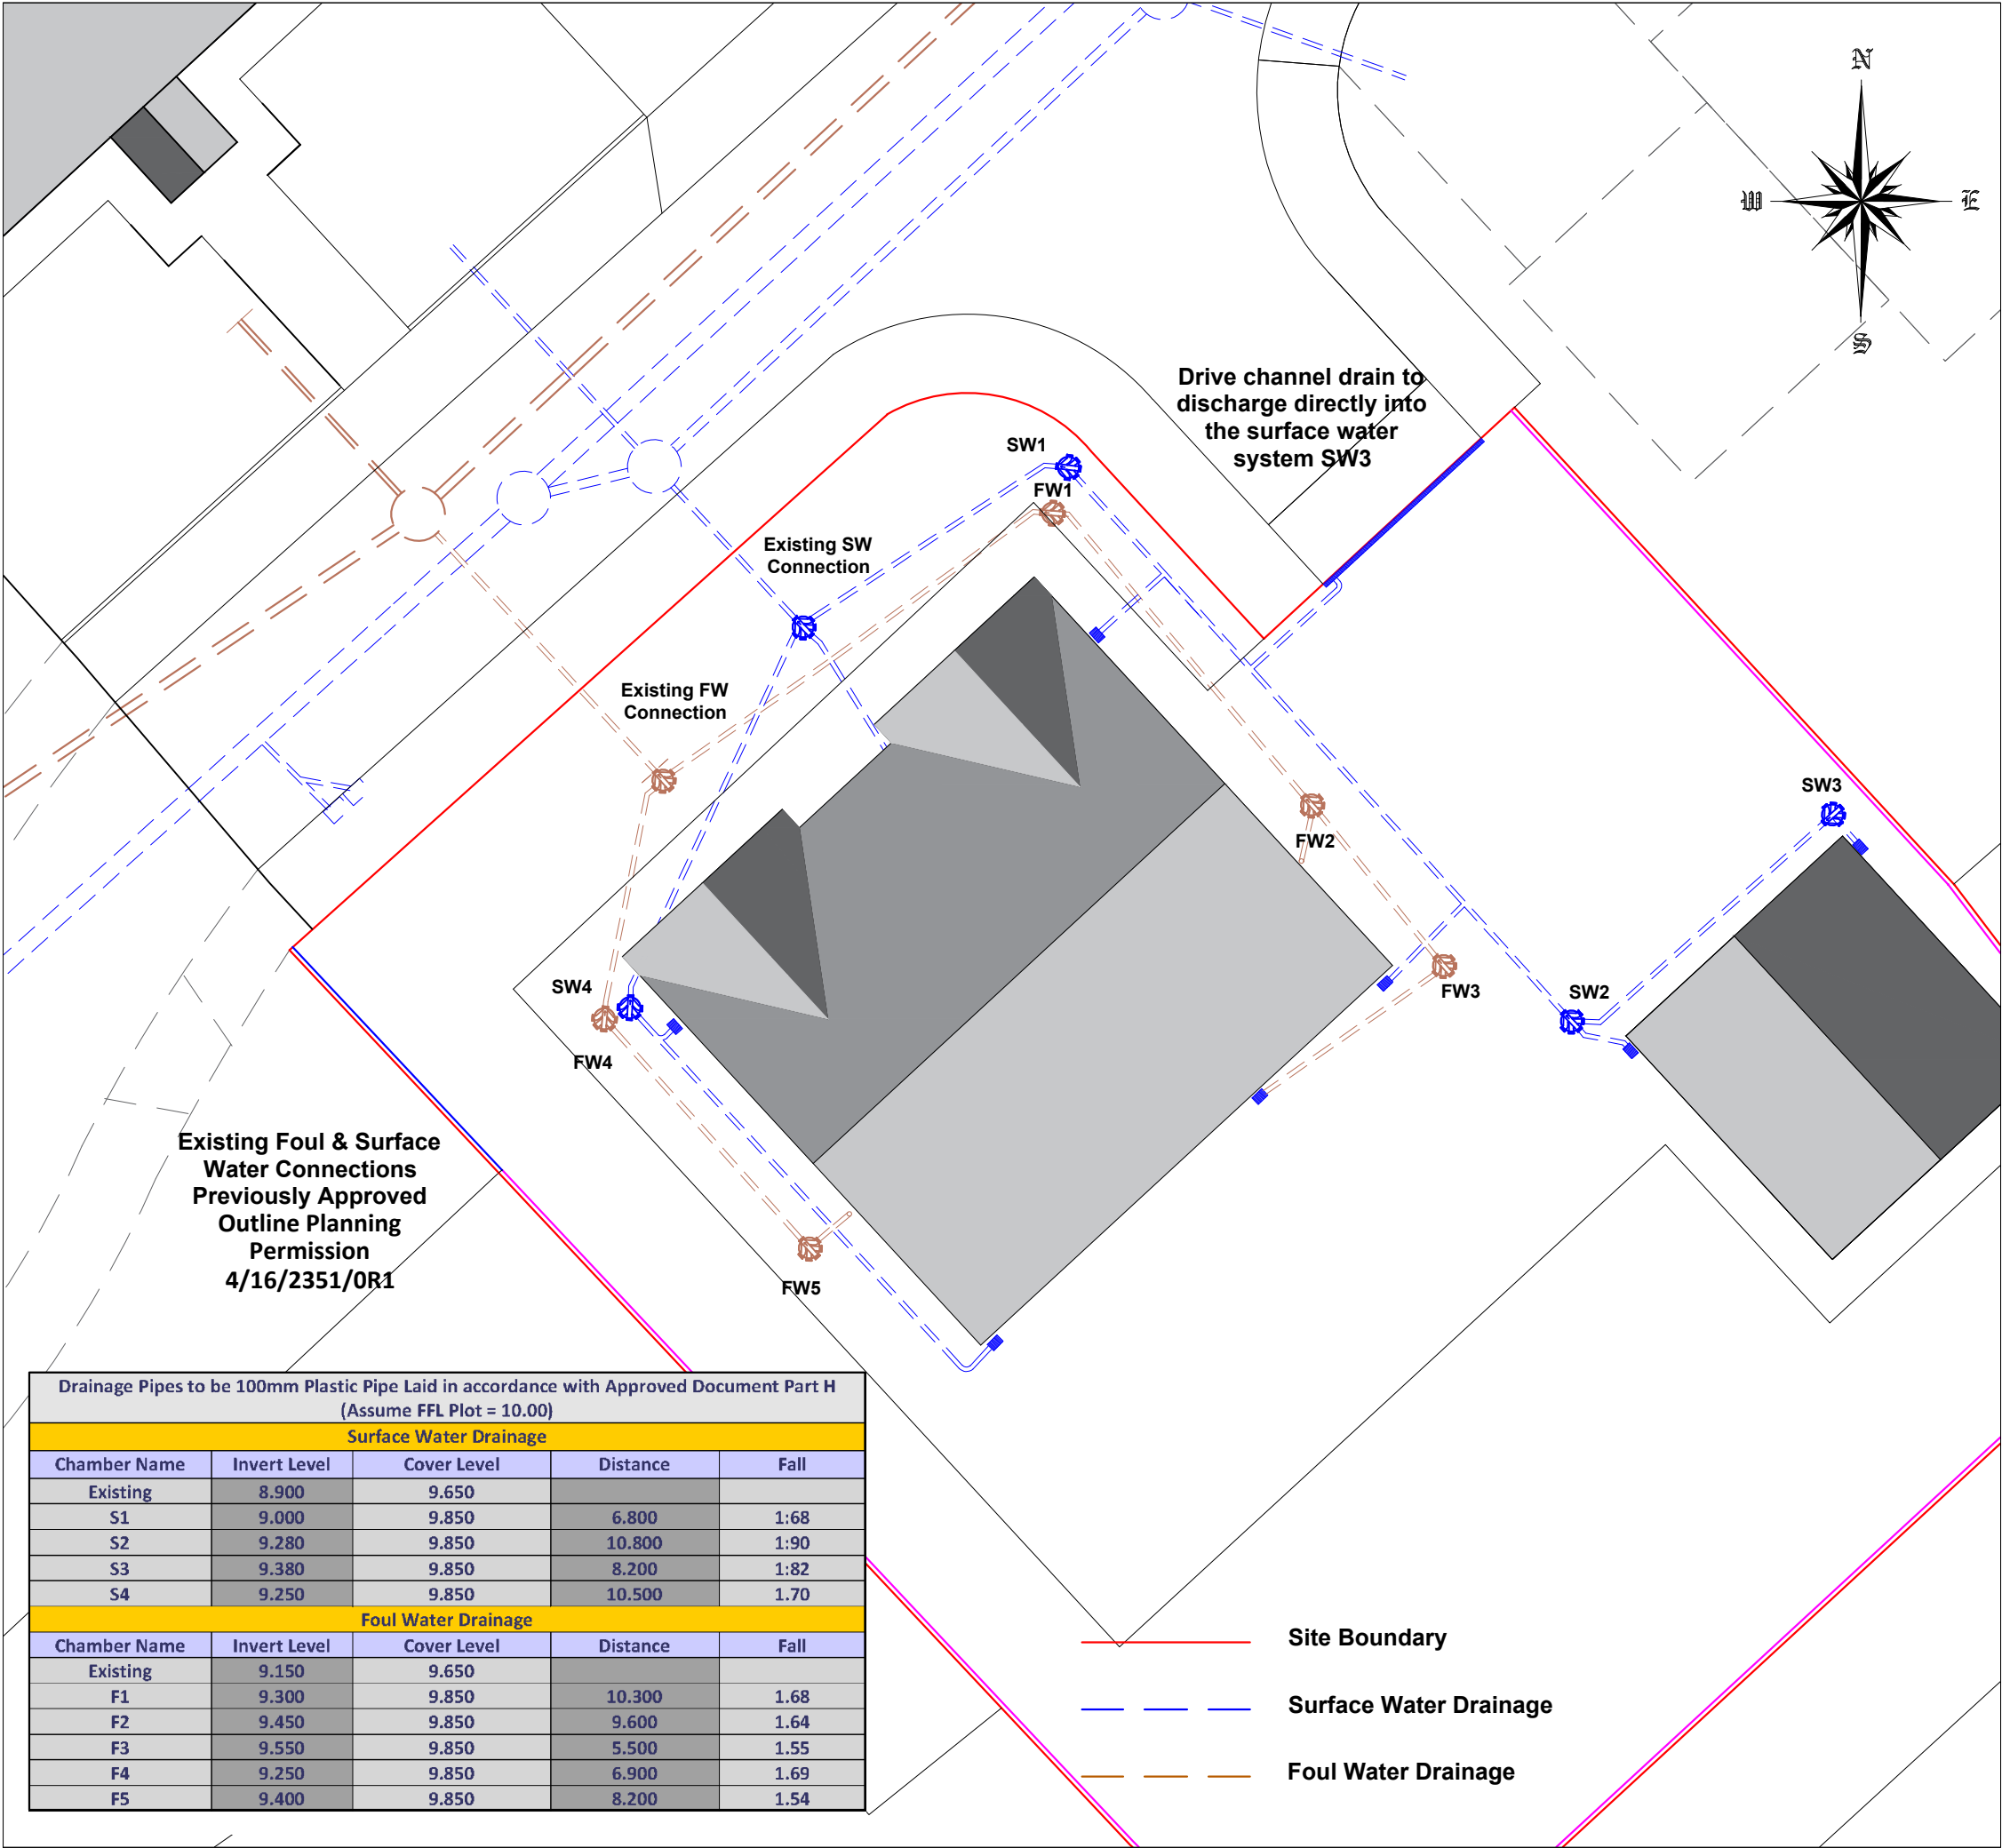 N
W
E
S
Drive channel drain to
discharge directly into
the surface water
system SW3
SW1
FW1
Existing SW
Connection
Existing FW
Connection
SW3
FW2
SW4
FW3
SW2
FW4
Existing Foul & Surface
Water Connections
Previously Approved
Outline Planning
Permission
4/16/2351/0R1
FW5
Drainage Pipes to be 100mm Plastic Pipe Laid in accordance with Approved Document Part H
(Assume FFL Plot = 10.00)
Surface Water Drainage
Chamber Name Invert Level Cover Level Distance Fall
Existing 8.900 9.650
S1 9.000 9.850 6.800 1:68
S2 9.280 9.850 10.800 1:90
S3 9.380 9.850 8.200 1:82
S4 9.250 9.850 10.500 1.70
Foul Water Drainage
Chamber Name Invert Level Cover Level Distance Fall
Existing 9.150 9.650
F1 9.300 9.850 10.300 1.68
F2 9.450 9.850 9.600 1.64
F3 9.550 9.850 5.500 1.55
F4 9.250 9.850 6.900 1.69
F5 9.400 9.850 8.200 1.54
Site Boundary
Surface Water Drainage
Foul Water Drainage